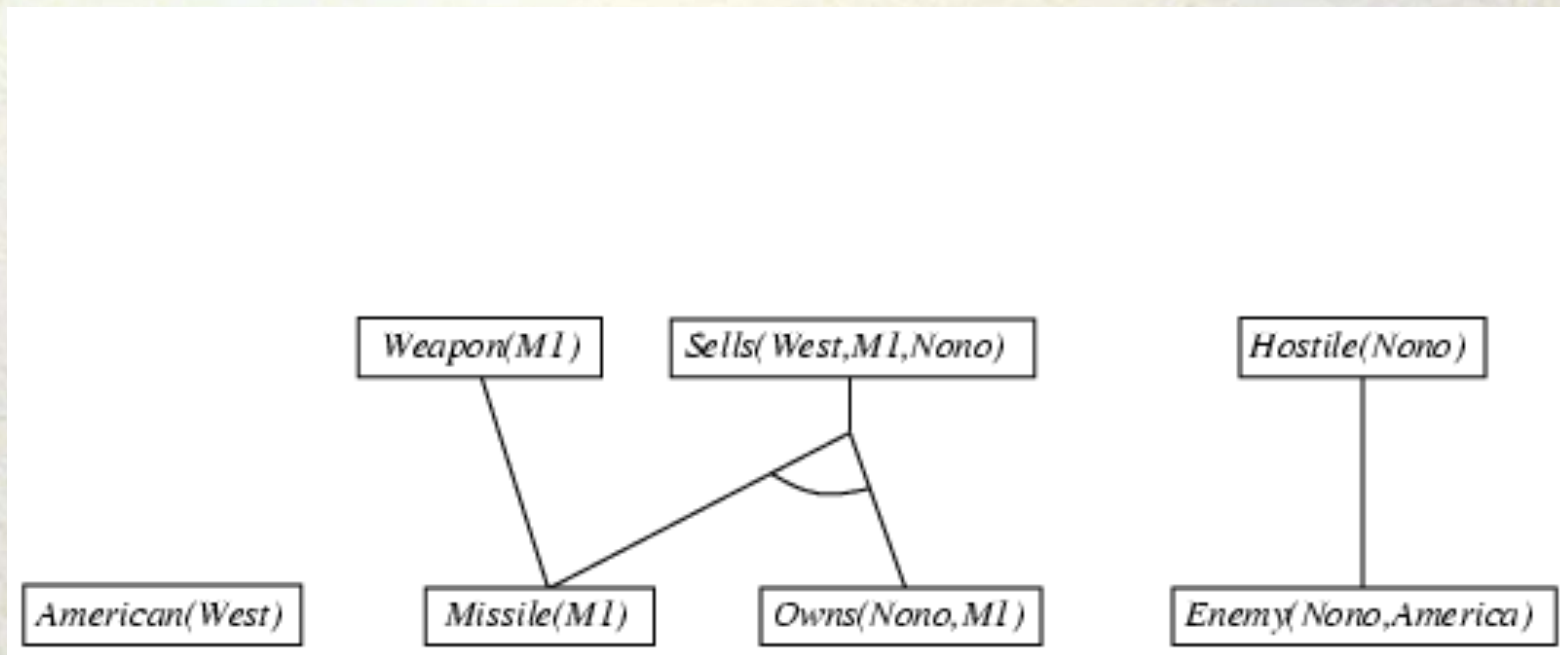 Weapon(M1)
Sells(West,M1,Nono)
Hostile(Nono)
American(West)
Missile(M1)
Owns(Nono,M1)
Enemy(Nono,America)